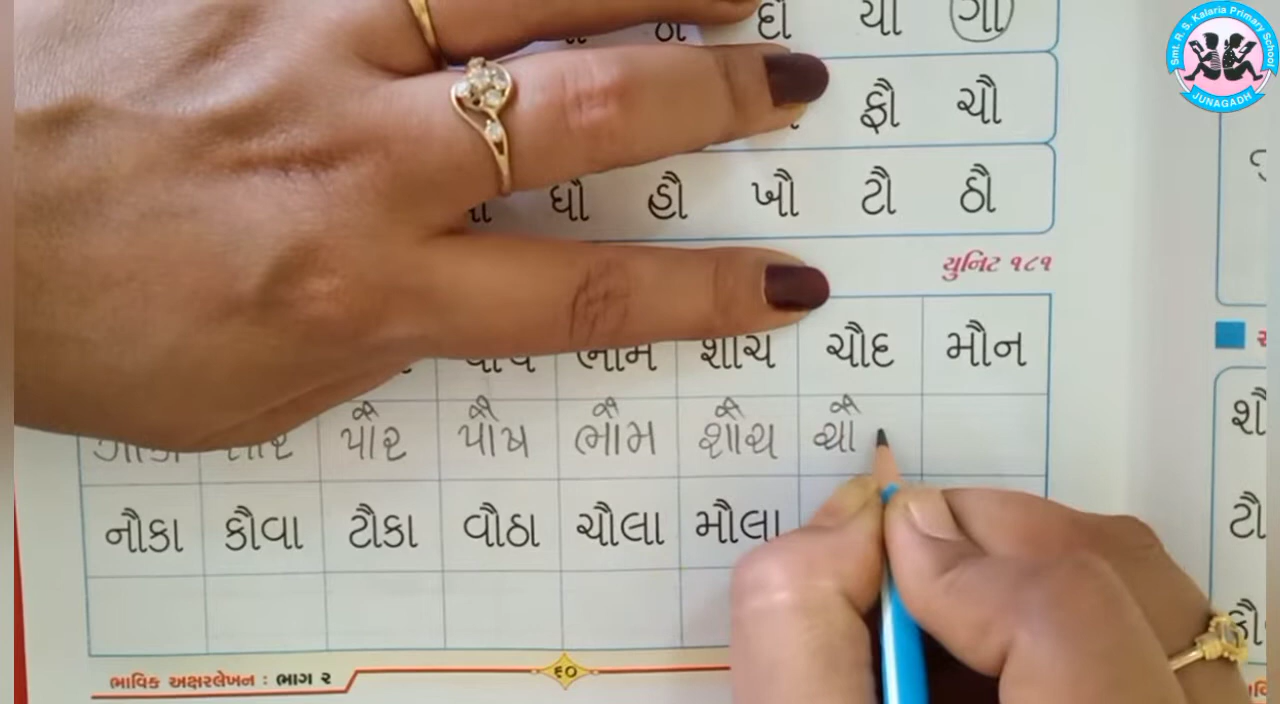 દૌ યૌ ગૌ
ફૌ ચૌ
ઘૌ હૌ ખૌ ટૌ ઠૌ
યુનિટ ૧૮૧
ભૌમ શૌચ ચૌદ મૌન
પૌર પૌષ ભૌમ શૌચ ચૌ
નૌકા કૌવા ટૌકા વૌઠા ચૌલા મૌલા
ભાવિક અક્ષરલેખન : ભાગ ૨
૬૦
શૌ
ટૌ
કૌ
Smt. R. S. Kalaria Primary School
JUNAGADH